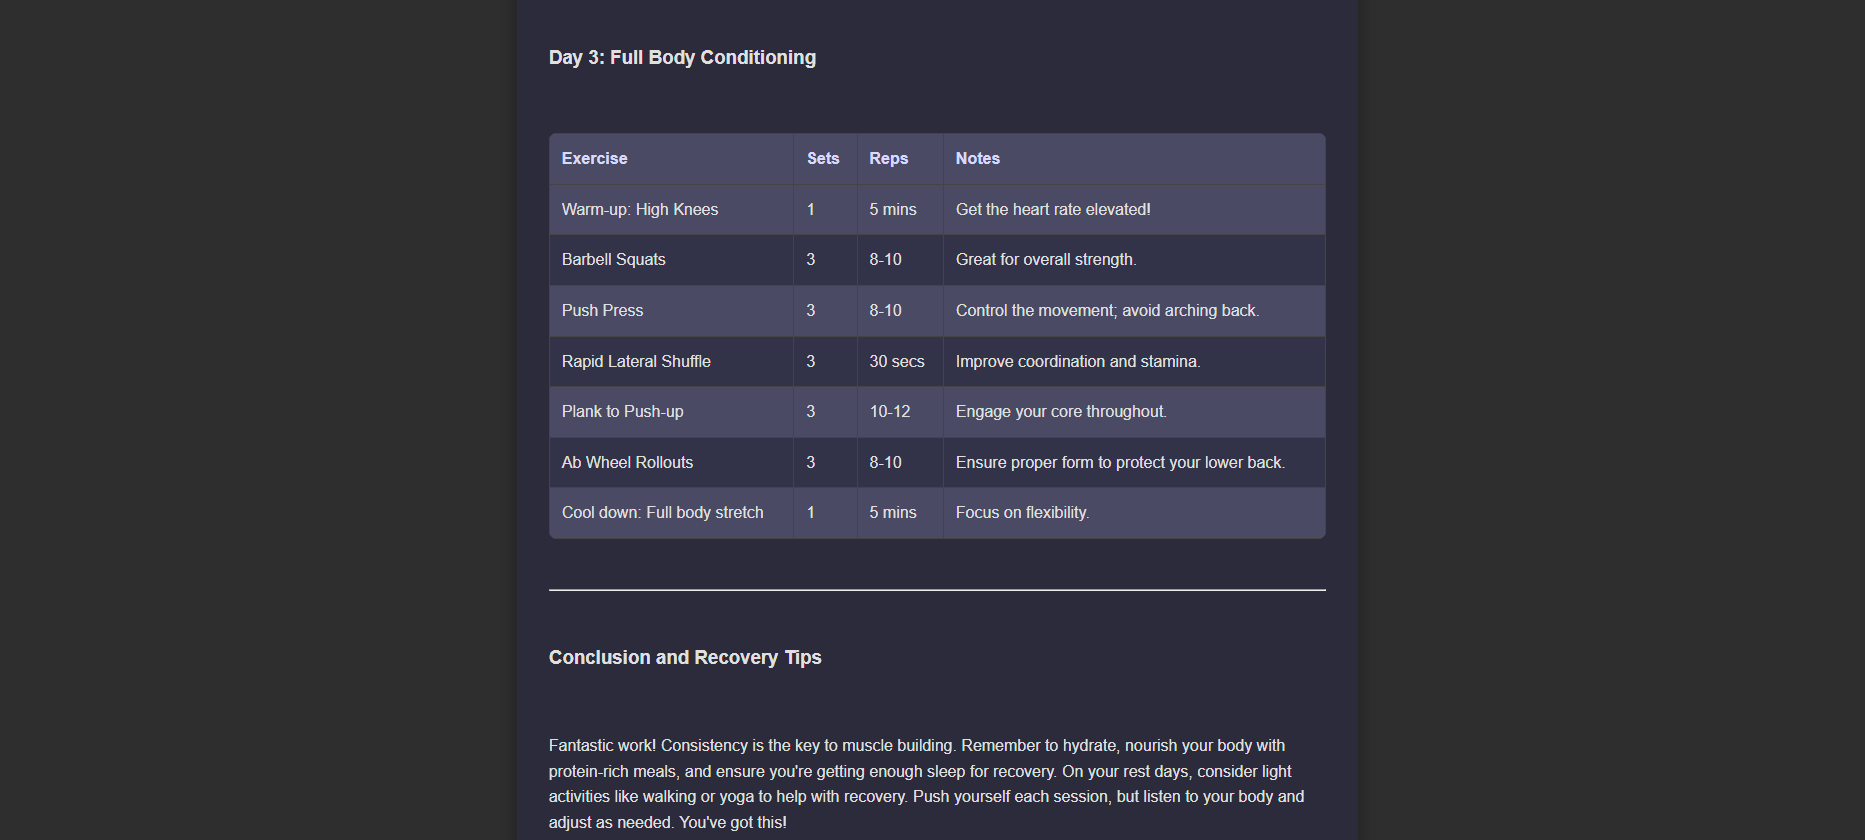 Day 3: Full Body Conditioning
Exercise Sets Reps Notes
Warm-up: High Knees 1 5 mins Get the heart rate elevated!
Barbell Squats 3 8-10 Great for overall strength.
Push Press 3 8-10 Control the movement; avoid arching back.
Rapid Lateral Shuffle 3 30 secs Improve coordination and stamina.
Plank to Push-up 3 10-12 Engage your core throughout.
Ab Wheel Rollouts 3 8-10 Ensure proper form to protect your lower back.
Cool down: Full body stretch 1 5 mins Focus on flexibility.
Conclusion and Recovery Tips
Fantastic work! Consistency is the key to muscle building. Remember to hydrate, nourish your body with
protein-rich meals, and ensure you're getting enough sleep for recovery. On your rest days, consider light
activities like walking or yoga to help with recovery. Push yourself each session, but listen to your body and
adjust as needed. You've got this!